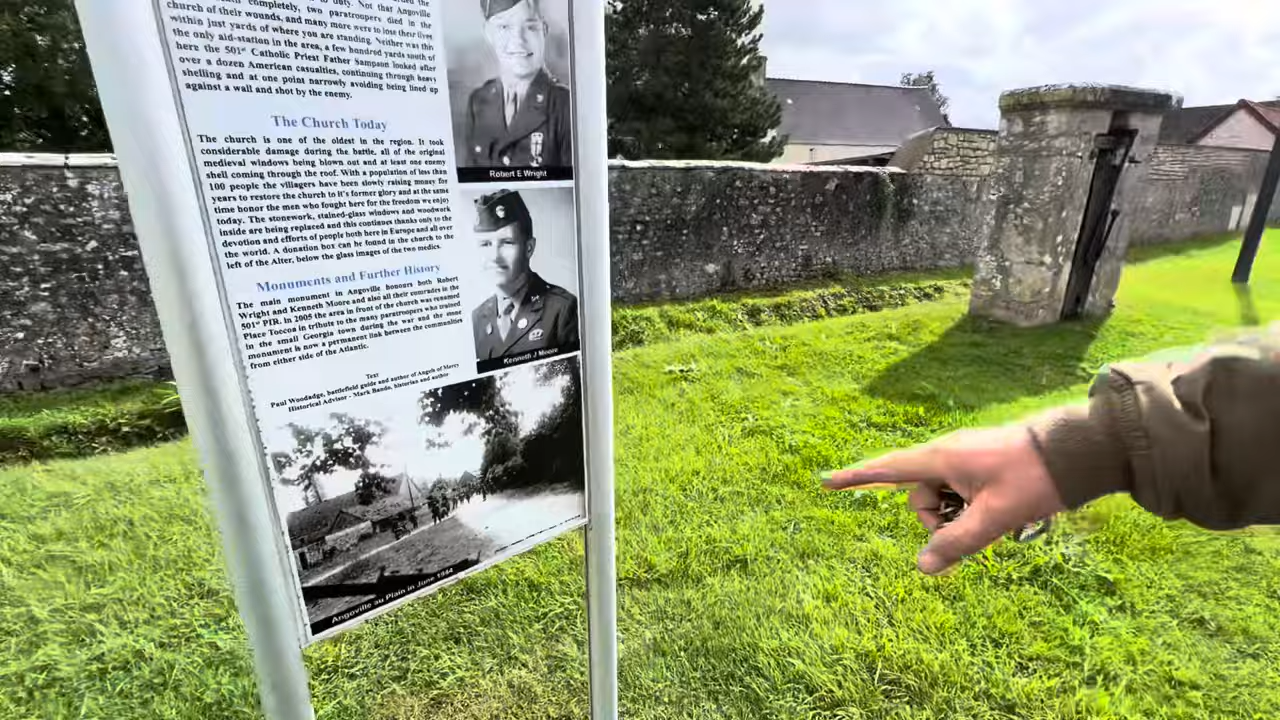 completely, two paratroopers died in the
church of their wounds, and many more were to lose their lives
within just yards of where you are standing. Neither was this
the only aid-station in the area, a few hundred yards south of
here the 501st Catholic Priest Father Sampson looked after
over a dozen American casualties, continuing through heavy
shelling and at one point narrowly avoiding being lined up
against a wall and shot by the enemy.
The Church Today
The church is one of the oldest in the region. It took
considerable damage during the battle, all of the original
medieval windows being blown out and at least one enemy
shell coming through the roof. With a population of less than
100 people the villagers have been slowly raising money for
years to restore the church to it's former glory and at the same
time honor the men who fought here for the freedom we enjoy
today. The stonework, stained-glass windows and woodwork
inside are being replaced and this continues thanks only to the
devotion and efforts of people both here in Europe and all over
the world. A donation box can be found in the church to the
left of the Alter, below the glass images of the two medics.
Monuments and Further History
The main monument in Angoville honours both Robert
Wright and Kenneth Moore and also all their comrades in the
501st PIR. In 2005 the area in front of the church was renamed
Place Toccoa in tribute to the many paratroopers who trained
in the small Georgia town during the war and the stone
monument is now a permanent link between the communities
from either side of the Atlantic.
Text
Paul Woodadge, battlefield guide and author of Angels of Mercy
Historical Advisor - Mark Bando, historian and author
Robert E Wright
Kenneth J Moore
Angoville au Plain in June 1944